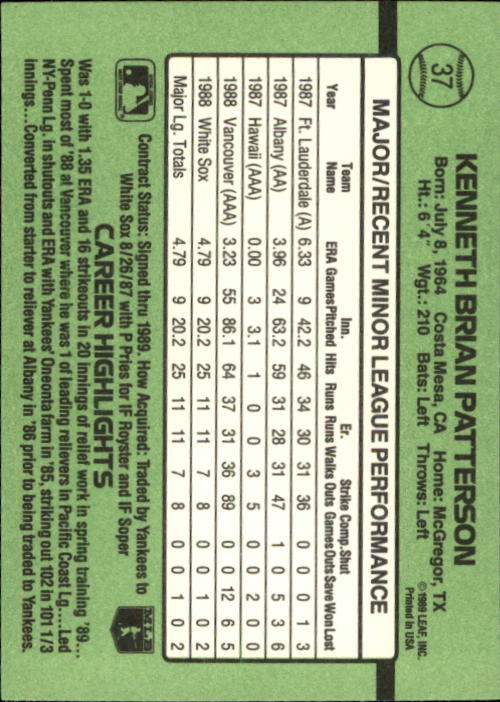 37
KENNETH BRIAN PATTERSON
Born: July 8, 1964 Costa Mesa, CA Home: McGregor, TX
Ht.: 6'4" Wgt.: 210 Bats: Left Throws: Left
©1989 LEAF, INC.
Printed in USA
MAJOR/RECENT MINOR LEAGUE PERFORMANCE
Team Inn. Er. Strike Comp. Shut
Year Name ERA Games Pitched Hits Runs Runs Walks Outs Games Outs Save Won Lost
1987 Ft. Lauderdale (A) 6.33 9 42.2 46 34 30 31 36 0 0 0 1 3
1987 Albany (AA) 3.96 24 63.2 59 31 28 31 47 1 0 5 3 6
1987 Hawaii (AAA) 0.00 3 3.1 1 0 0 3 5 0 0 2 0 0
1988 Vancouver (AAA) 3.23 55 86.1 64 37 31 36 89 0 0 12 6 5
1988 White Sox 4.79 9 20.2 25 11 11 7 8 0 0 1 0 2
Major Lg. Totals 4.79 9 20.2 25 11 11 7 8 0 0 1 0 2
Contract Status: Signed thru 1989. How Acquired: Traded by Yankees to
White Sox 8/26/87 with P Pries for IF Royster and IF Soper
MLB
CAREER HIGHLIGHTS
Was 1-0 with 1.35 ERA and 16 strikeouts in 20 innings of relief work in spring training '89...
Spent most of '88 at Vancouver where he was 1 of leading relievers in Pacific Coast Lg....Led
NY-Penn Lg. in shutouts and ERA with Yankees' Oneonta farm in '85, striking out 102 in 101 1/3
innings...Converted from starter to reliever at Albany in '86 prior to being traded to Yankees.